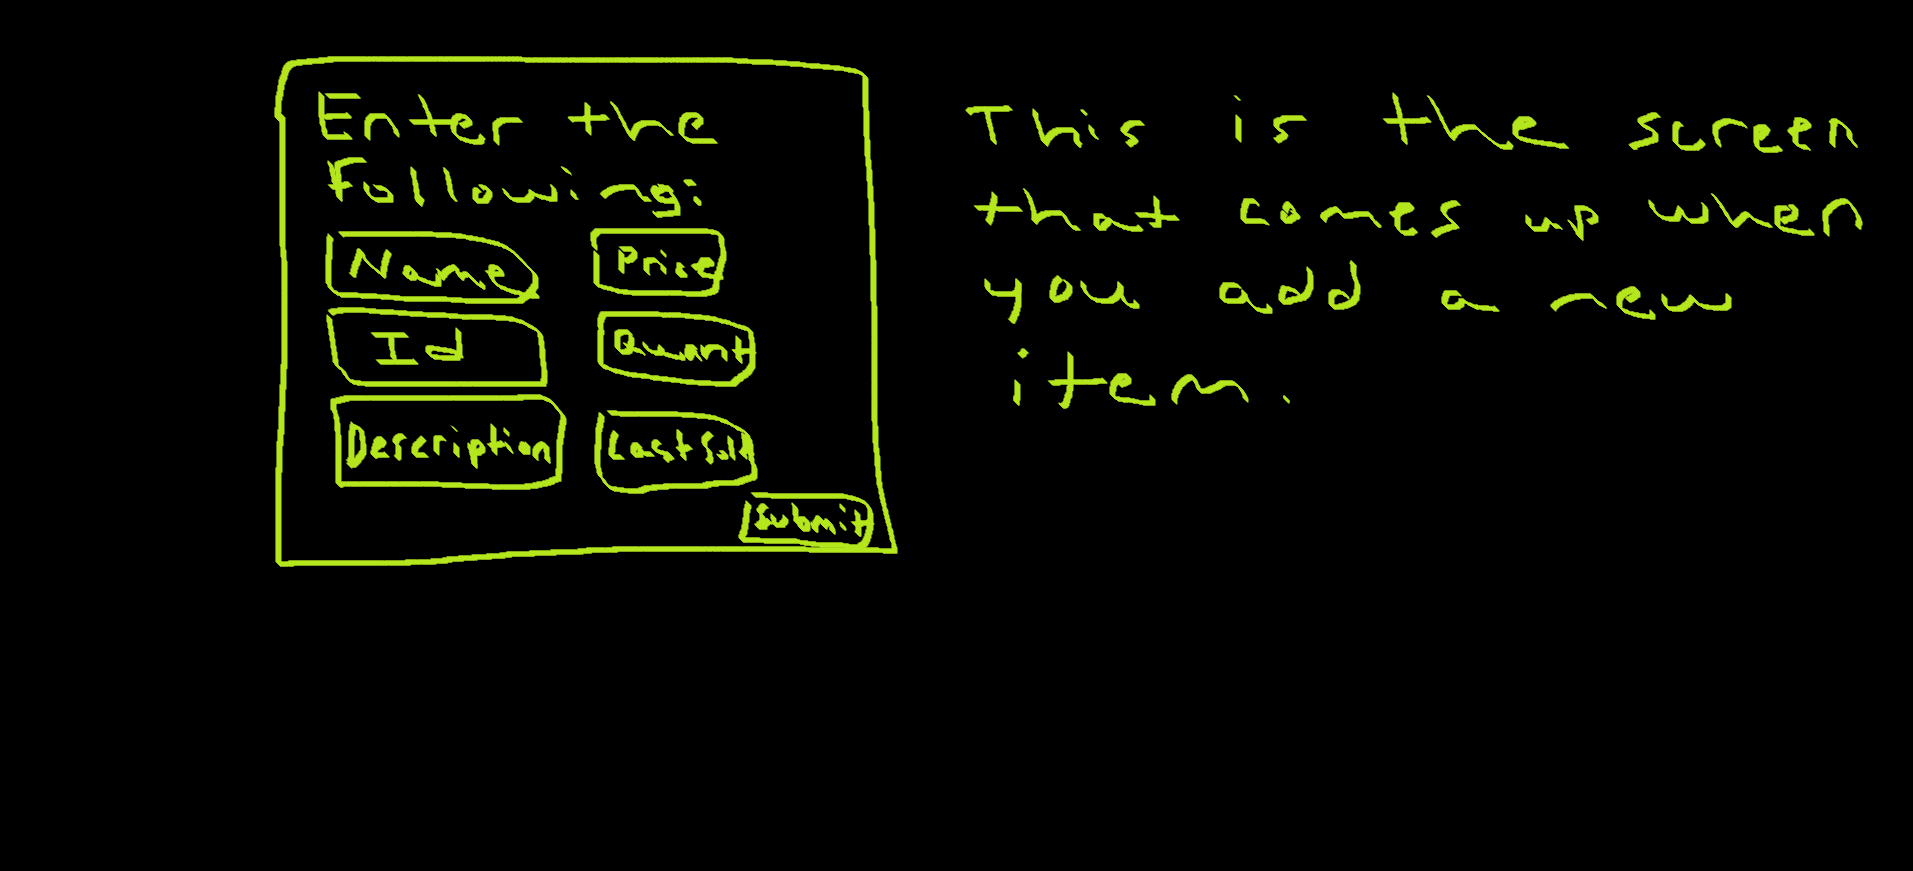 Enter the
Following:
Name
Price
Id
Quant
Description
Last Sale
Submit
This is the screen
that comes up when
you add a new
item.